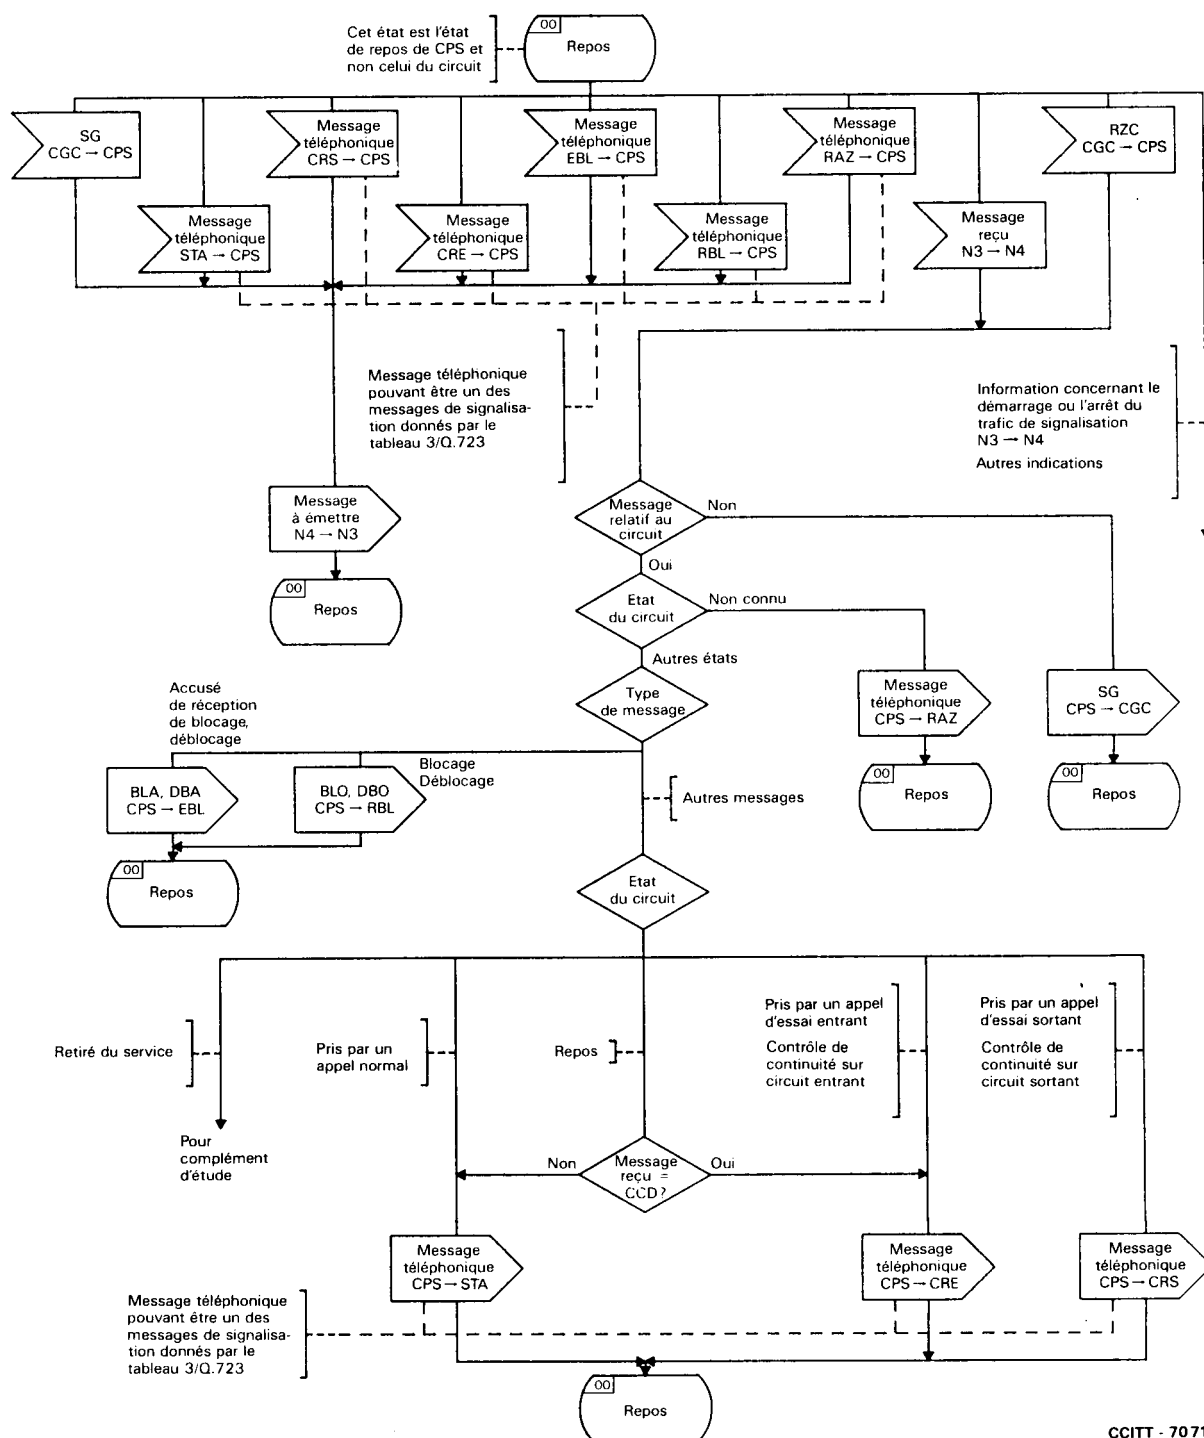 Cet état est l'état
de repos de CPS et
non celui du circuit
00
Repos
SG
CGC → CPS
Message
téléphonique
CRS → CPS
Message
téléphonique
EBL → CPS
Message
téléphonique
RAZ → CPS
RZC
CGC → CPS
Message
téléphonique
STA → CPS
Message
téléphonique
CRE → CPS
Message
téléphonique
RBL → CPS
Message
reçu
N3 → N4
Message téléphonique
pouvant être un des
messages de signalisa-
tion donnés par le
tableau 3/Q.723
Information concernant le
démarrage ou l'arrêt du
trafic de signalisation
N3 → N4
Autres indications
Message
à émettre
N4 → N3
00
Repos
Message
relatif au
circuit
Non
Oui
Etat
du circuit
Non connu
Autres états
Type
de message
Message
téléphonique
CPS → RAZ
SG
CPS → CGC
00
Repos
00
Repos
Accusé
de réception
de blocage,
déblocage
Blocage
Déblocage
BLA, DBA
CPS → EBL
BLO, DBO
CPS → RBL
Autres messages
00
Repos
Etat
du circuit
Retiré du service
Pris par un
appel normal
Repos
Pris par un appel
d'essai entrant
Contrôle de
continuité sur
circuit entrant
Pris par un appel
d'essai sortant
Contrôle de
continuité sur
circuit sortant
Pour
complément
d'étude
Non
Message
reçu =
CCD?
Oui
Message
téléphonique
CPS → STA
Message
téléphonique
CPS → CRE
Message
téléphonique
CPS → CRS
Message téléphonique
pouvant être un des
messages de signalisa-
tion donnés par le
tableau 3/Q.723
00
Repos
CCITT - 7071